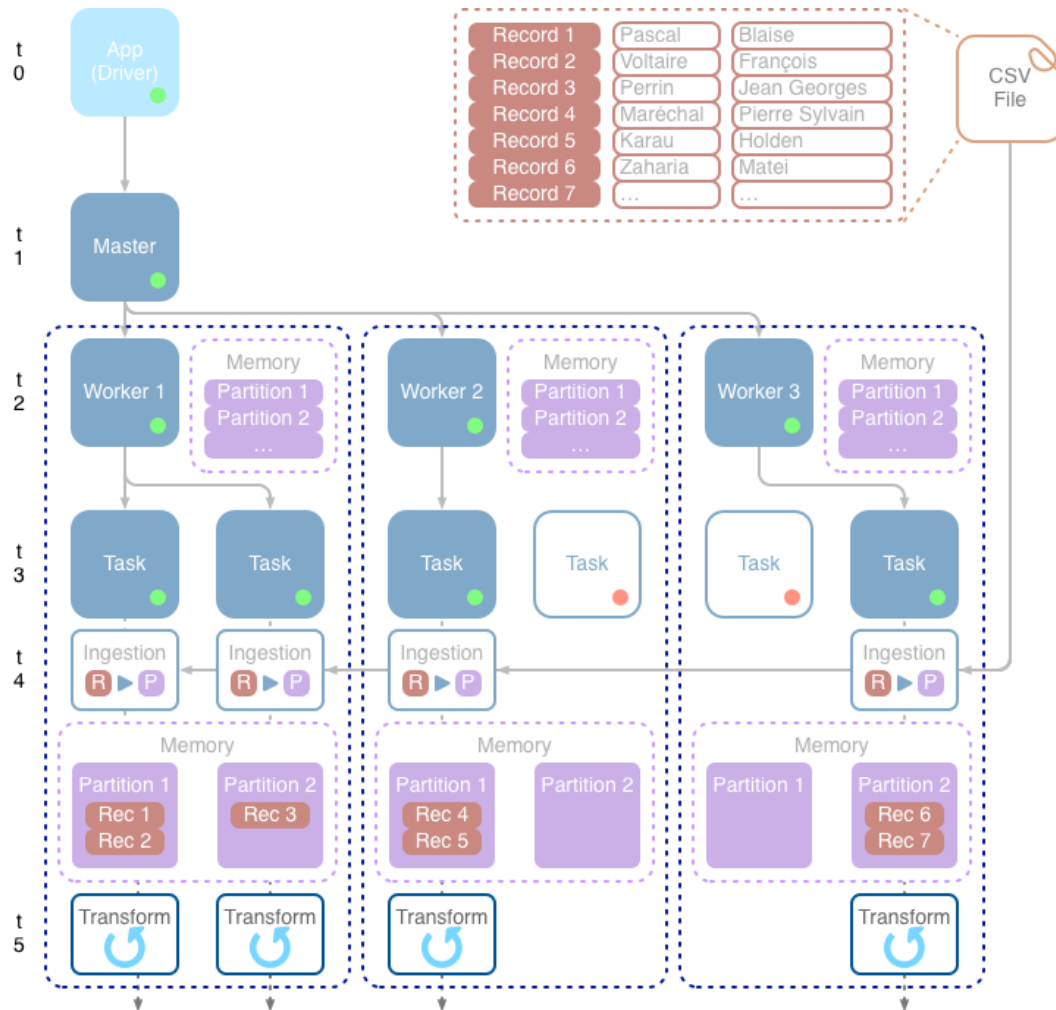 t
0
App
(Driver)
Record 1 Pascal Blaise
Record 2 Voltaire François
Record 3 Perrin Jean Georges
Record 4 Maréchal Pierre Sylvain
Record 5 Karau Holden
Record 6 Zaharia Matei
Record 7 … …
CSV
File
t
1
Master
t
2
Worker 1
Memory
Partition 1
Partition 2
…
Worker 2
Memory
Partition 1
Partition 2
…
Worker 3
Memory
Partition 1
Partition 2
…
t
3
Task
Task
Task
Task
Task
Task
t
4
Ingestion
R P
Ingestion
R P
Ingestion
R P
Ingestion
R P
Memory
Partition 1
Rec 1
Rec 2
Partition 2
Rec 3
Memory
Partition 1
Rec 4
Rec 5
Partition 2
Memory
Partition 1
Partition 2
Rec 6
Rec 7
t
5
Transform
Transform
Transform
Transform